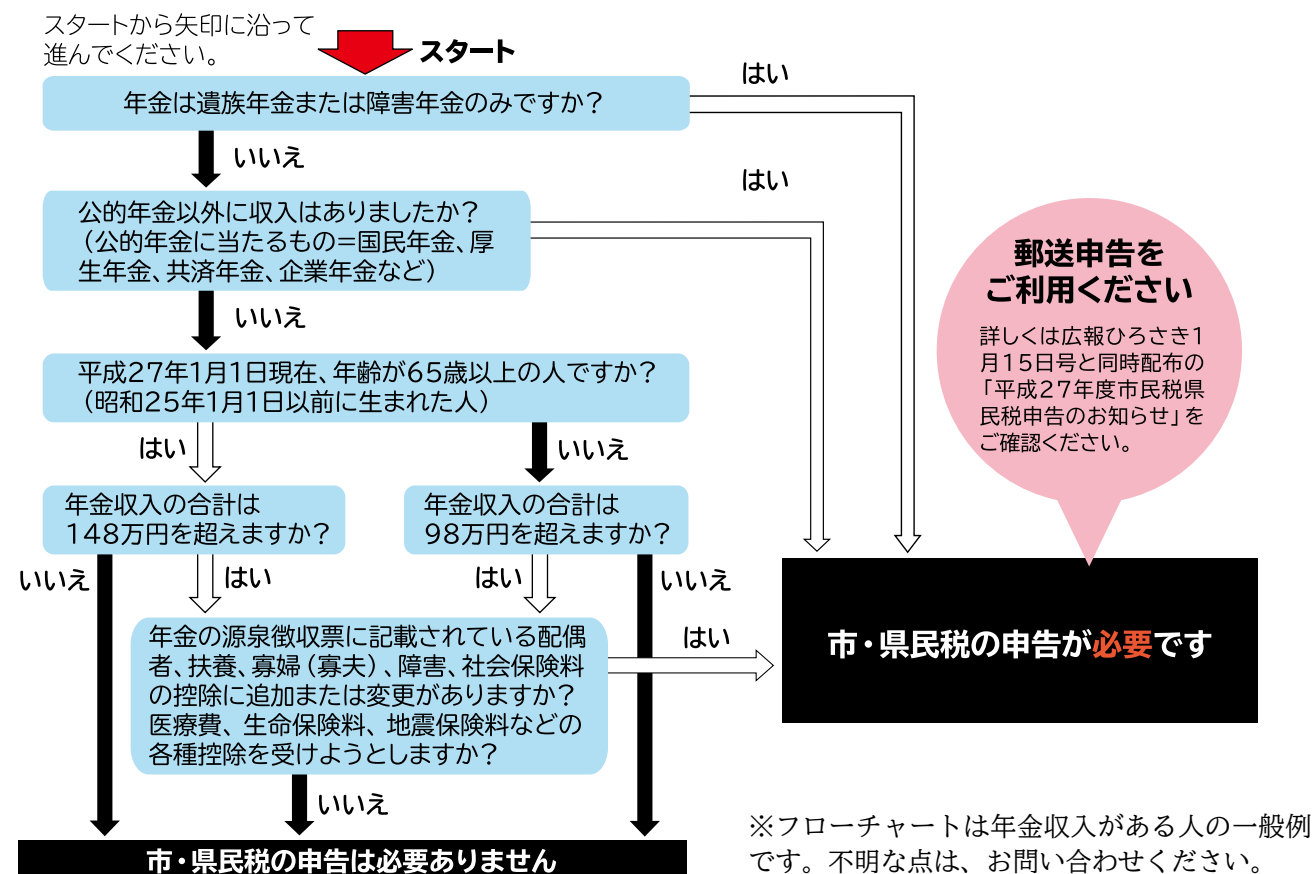 スタートから矢印に沿って
進んでください。
スタート
はい
年金は遺族年金または障害年金のみですか？
いいえ
はい
公的年金以外に収入はありましたか？
（公的年金に当たるもの＝国民年金、厚
生年金、共済年金、企業年金など）
いいえ
平成27年1月1日現在、年齢が65歳以上の人ですか？
（昭和25年1月1日以前に生まれた人）
はい
いいえ
年金収入の合計は
148万円を超えますか？
年金収入の合計は
98万円を超えますか？
いいえ
はい
はい
いいえ
年金の源泉徴収票に記載されている配偶
者、扶養、寡婦（寡夫）、障害、社会保険料
の控除に追加または変更がありますか？
医療費、生命保険料、地震保険料などの
各種控除を受けようとしますか？
はい
いいえ
市・県民税の申告は必要ありません
郵送申告を
ご利用ください
詳しくは広報ひろさき1
月15日号と同時配布の
「平成27年度市民税県
民税申告のお知らせ」を
ご確認ください。
市・県民税の申告が必要です
※フローチャートは年金収入がある人の一般例
です。不明な点は、お問い合わせください。